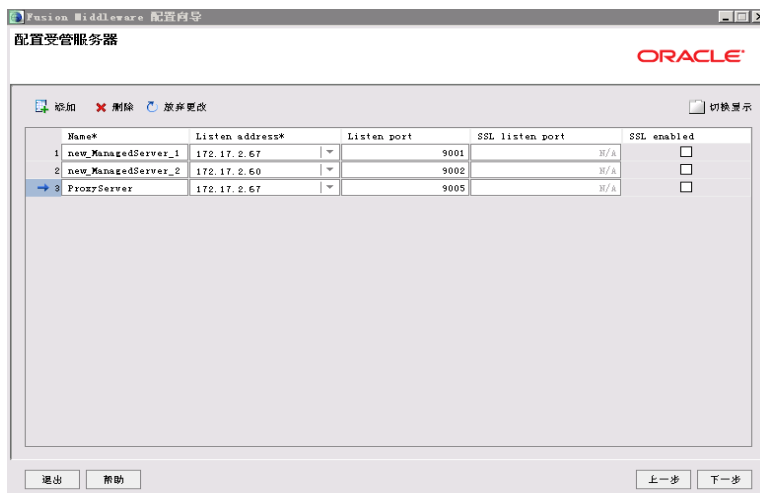 Fusion Middleware 配置向导
配置受管服务器
ORACLE
添加 删除 放弃更改 切换显示
Name* Listen address* Listen port SSL listen port SSL enabled
1 new_ManagedServer_1 172.17.2.67 9001 N/A
2 new_ManagedServer_2 172.17.2.60 9002 N/A
3 ProxyServer 172.17.2.67 9005 N/A
退出 帮助 上一步 下一步